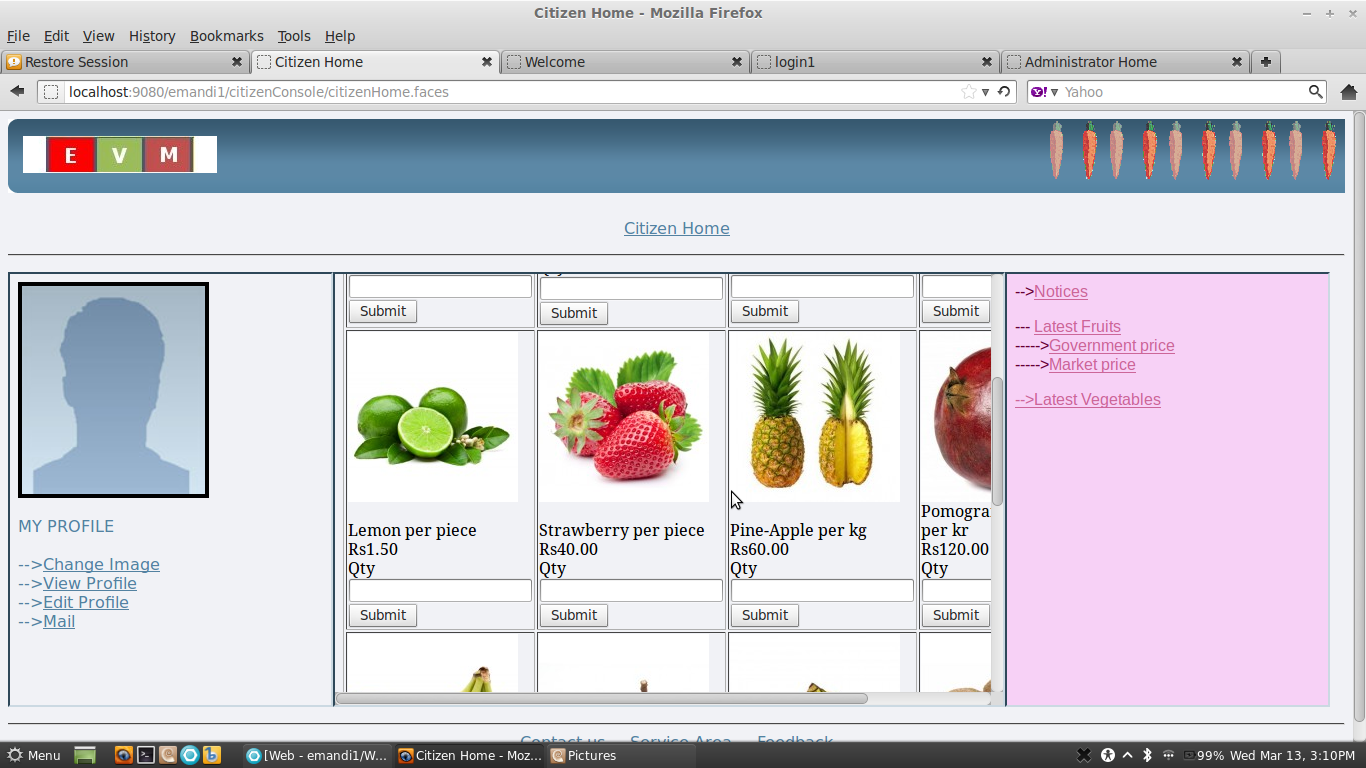 Citizen Home - Mozilla Firefox
File Edit View History Bookmarks Tools Help
Restore Session Citizen Home Welcome login1 Administrator Home
localhost:9080/emandi1/citizenConsole/citizenHome.faces Y! Yahoo
E V M
Citizen Home
Submit Submit Submit Submit
Lemon per piece
Rs1.50
Qty
Submit
Strawberry per piece
Rs40.00
Qty
Submit
Pine-Apple per kg
Rs60.00
Qty
Submit
Pomogra
per kr
Rs120.00
Qty
Submit
MY PROFILE
-->Change Image
-->View Profile
-->Edit Profile
-->Mail
-->Notices
--- Latest Fruits
----->Government price
----->Market price
-->Latest Vegetables
Contact us Service Area Feedback
Menu [Web - emandi1/W... Citizen Home - Moz... Pictures 99% Wed Mar 13, 3:10PM